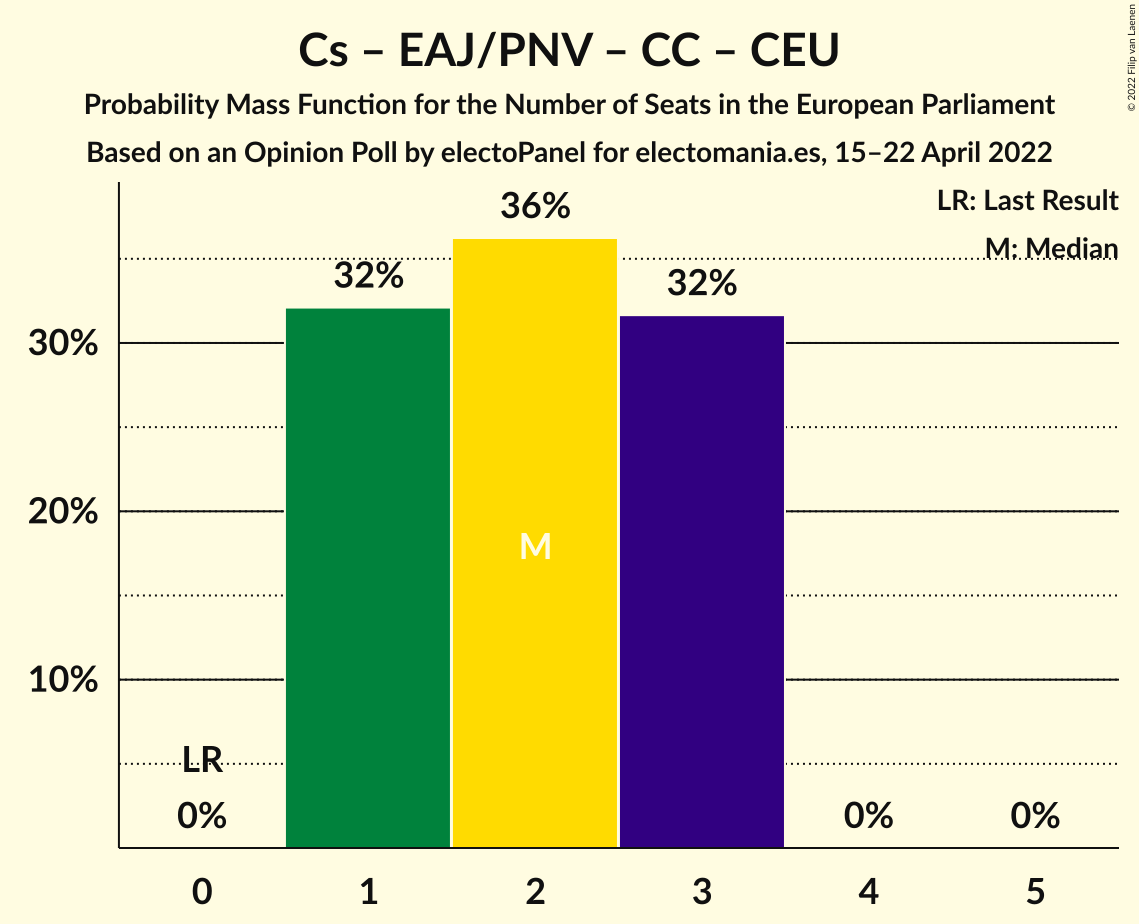 Cs – EAJ/PNV – CC – CEU
Probability Mass Function for the Number of Seats in the European Parliament
Based on an Opinion Poll by electoPanel for electomania.es, 15–22 April 2022
© 2022 Filip van Laenen
LR: Last Result
M: Median
36%
32%
32%
30%
20%
M
10%
LR
0%
0%
0%
0
1
2
3
4
5